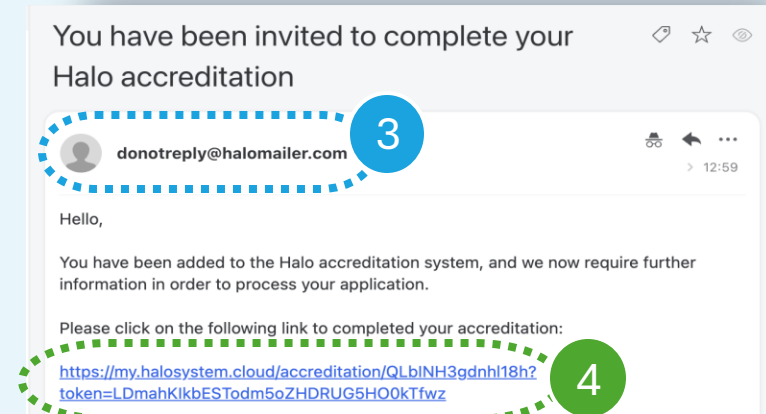 You have been invited to complete your
Halo accreditation
3
donotreply@halomailer.com
12:59
Hello,
You have been added to the Halo accreditation system, and we now require further
information in order to process your application.
Please click on the following link to completed your accreditation:
https://my.halosystem.cloud/accreditation/QLbINH3gdnhl18h?
token=LDmahKlkbESTodm5oZHDRUG5HO0kTfwz
4